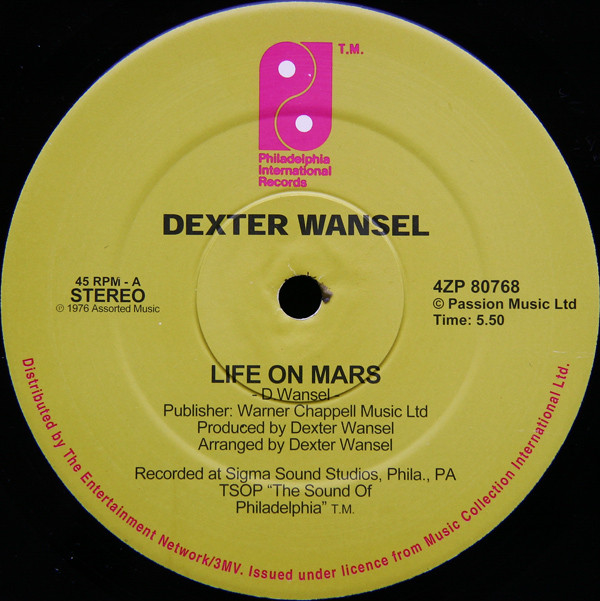 T.M.
Philadelphia
International
Records
DEXTER WANSEL
45 RPM - A
STEREO
℗ 1976 Assorted Music
4ZP 80768
© Passion Music Ltd
Time: 5.50
LIFE ON MARS
- D Wansel -
Publisher: Warner Chappell Music Ltd
Produced by Dexter Wansel
Arranged by Dexter Wansel
Recorded at Sigma Sound Studios, Phila., PA
TSOP "The Sound Of
Philadelphia" T.M.
Distributed by The Entertainment Network/3MV. Issued under licence from Music Collection International Ltd.